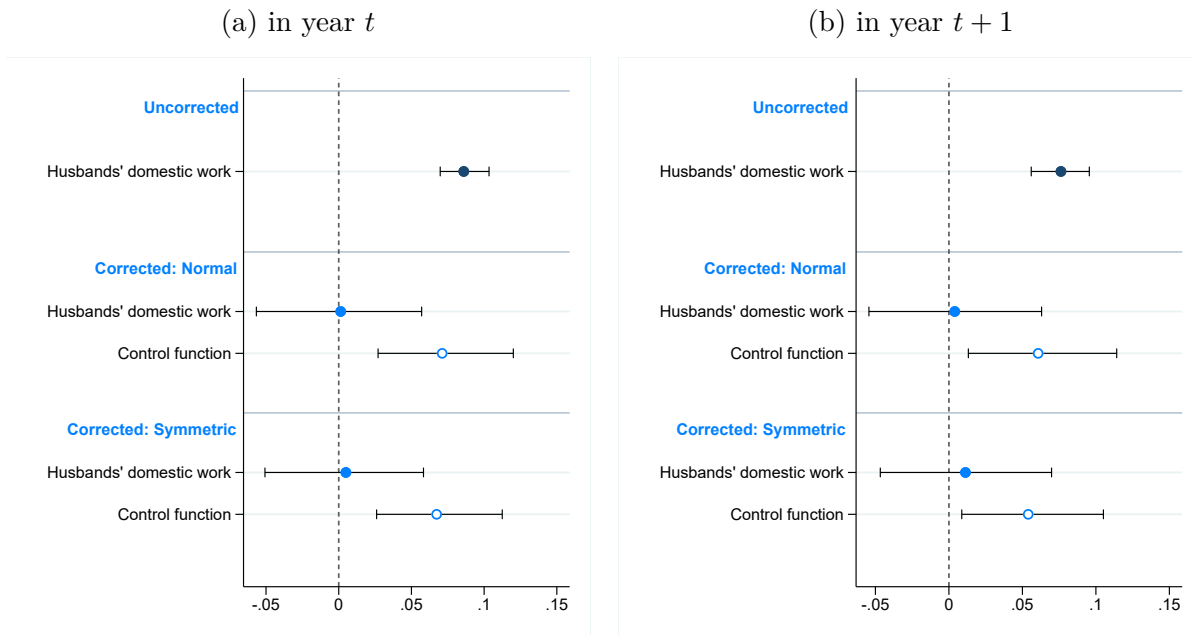 (a) in year t
Uncorrected
Husbands' domestic work
Corrected: Normal
Husbands' domestic work
Control function
Corrected: Symmetric
Husbands' domestic work
Control function
-.05 0 .05 .1 .15
(b) in year t + 1
Uncorrected
Husbands' domestic work
Corrected: Normal
Husbands' domestic work
Control function
Corrected: Symmetric
Husbands' domestic work
Control function
-.05 0 .05 .1 .15